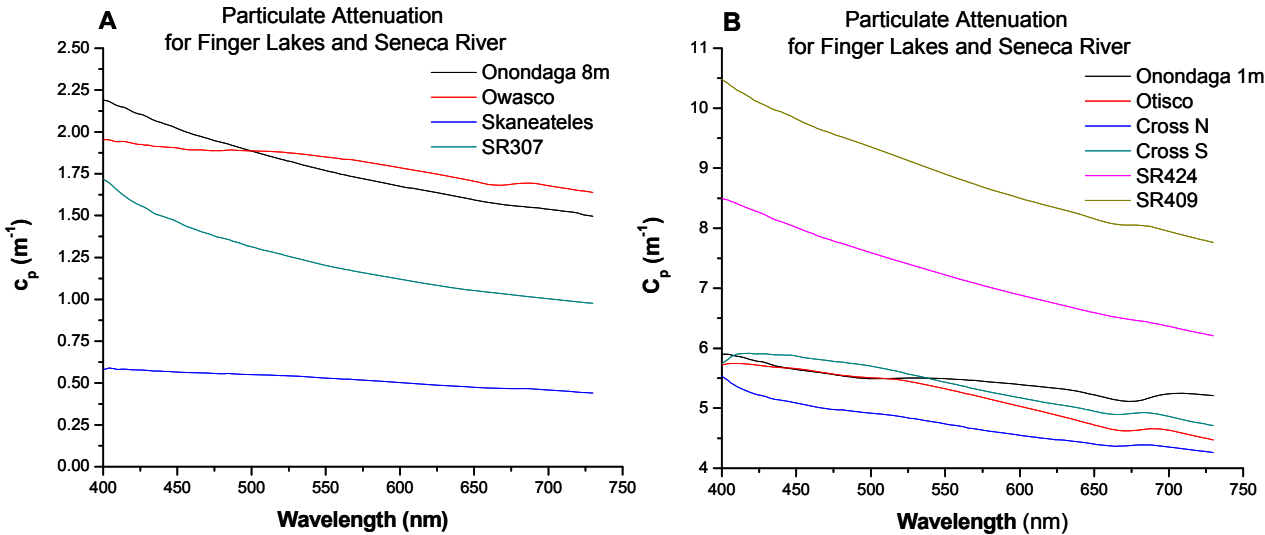 A
Particulate Attenuation
for Finger Lakes and Seneca River
2.50
2.25
2.00
1.75
1.50
1.25
1.00
0.75
0.50
0.25
0.00
c_p (m^-1)
Onondaga 8m
Owasco
Skaneateles
SR307
400 450 500 550 600 650 700 750
Wavelength (nm)
B
Particulate Attenuation
for Finger Lakes and Seneca River
11
10
9
8
7
6
5
4
C_p (m^-1)
Onondaga 1m
Otisco
Cross N
Cross S
SR424
SR409
400 450 500 550 600 650 700 750
Wavelength (nm)